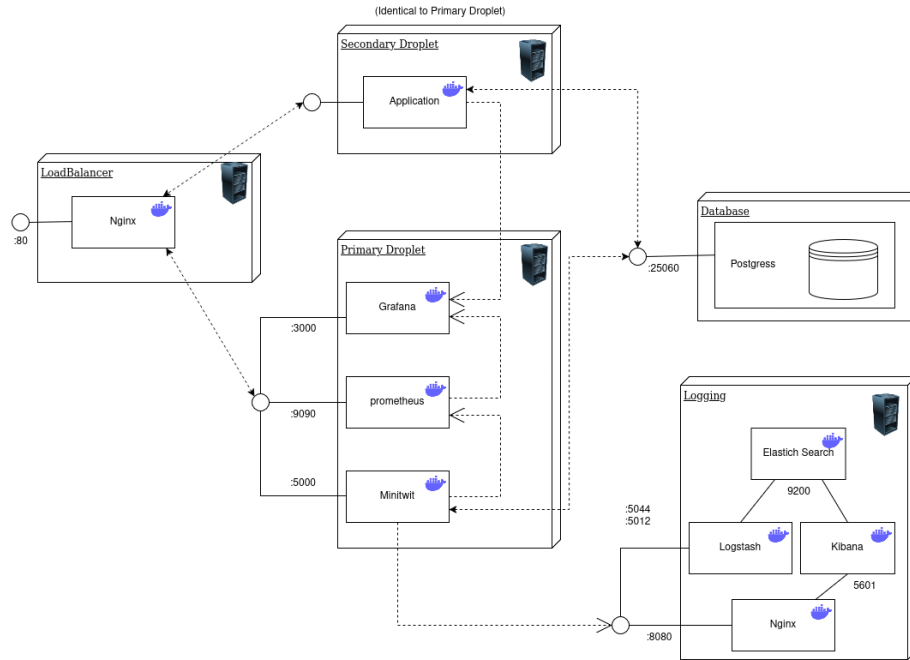 (Identical to Primary Droplet)
Secondary Droplet
Application
LoadBalancer
Nginx
:80
Primary Droplet
Grafana
:3000
prometheus
:9090
Minitwit
:5000
Database
Postgress
:25060
Logging
Elastich Search
9200
:5044
:5012
Logstash
Kibana
5601
Nginx
:8080